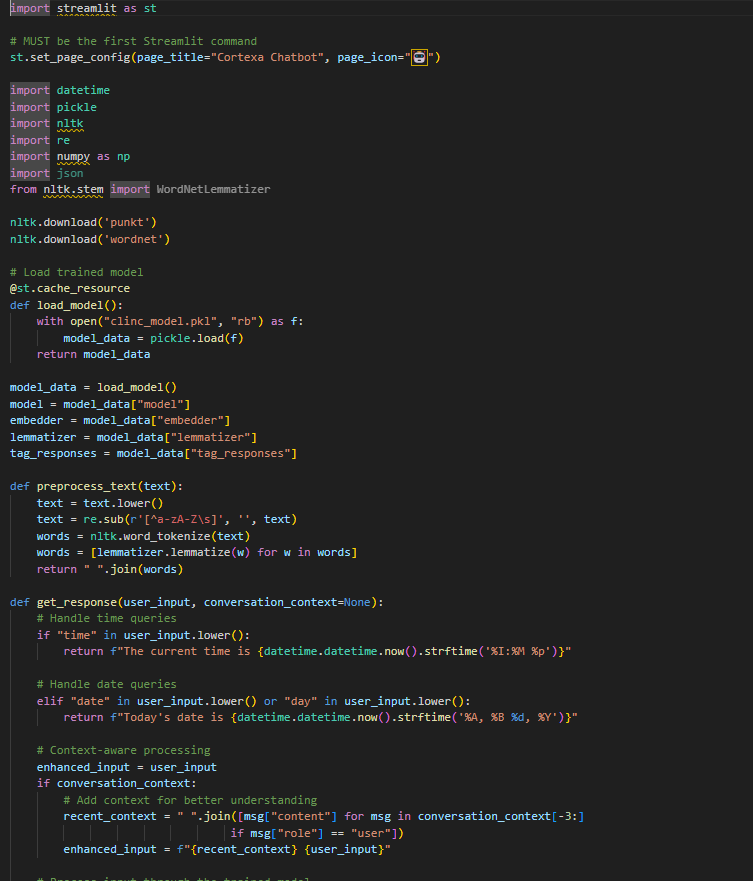 import streamlit as st
# MUST be the first Streamlit command
st.set_page_config(page_title="Cortexa Chatbot", page_icon="🤖")
import datetime
import pickle
import nltk
import re
import numpy as np
import json
from nltk.stem import WordNetLemmatizer
nltk.download('punkt')
nltk.download('wordnet')
# Load trained model
@st.cache_resource
def load_model():
    with open("clinc_model.pkl", "rb") as f:
        model_data = pickle.load(f)
    return model_data
model_data = load_model()
model = model_data["model"]
embedder = model_data["embedder"]
lemmatizer = model_data["lemmatizer"]
tag_responses = model_data["tag_responses"]
def preprocess_text(text):
    text = text.lower()
    text = re.sub(r'[^a-zA-Z\s]', '', text)
    words = nltk.word_tokenize(text)
    words = [lemmatizer.lemmatize(w) for w in words]
    return " ".join(words)
def get_response(user_input, conversation_context=None):
    # Handle time queries
    if "time" in user_input.lower():
        return f"The current time is {datetime.datetime.now().strftime('%I:%M %p')}"
    # Handle date queries
    elif "date" in user_input.lower() or "day" in user_input.lower():
        return f"Today's date is {datetime.datetime.now().strftime('%A, %B %d, %Y')}"
    # Context-aware processing
    enhanced_input = user_input
    if conversation_context:
        # Add context for better understanding
        recent_context = " ".join([msg["content"] for msg in conversation_context[-3:]
                                 if msg["role"] == "user"])
        enhanced_input = f"{recent_context} {user_input}"
    # Process input through the trained model